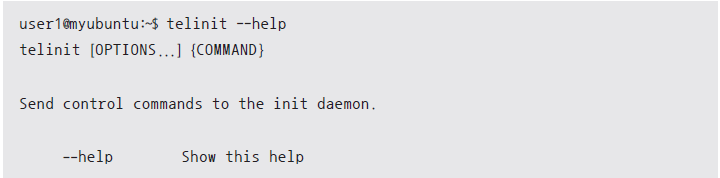 user1@myubuntu:~$ telinit --help
telinit [OPTIONS...] {COMMAND}
Send control commands to the init daemon.
--help Show this help